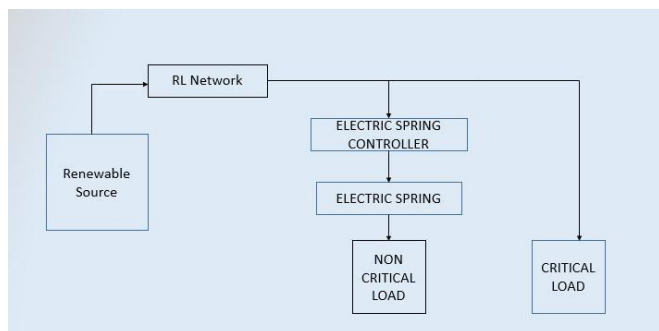 RL Network
Renewable
Source
ELECTRIC SPRING
CONTROLLER
ELECTRIC SPRING
NON
CRITICAL
LOAD
CRITICAL
LOAD